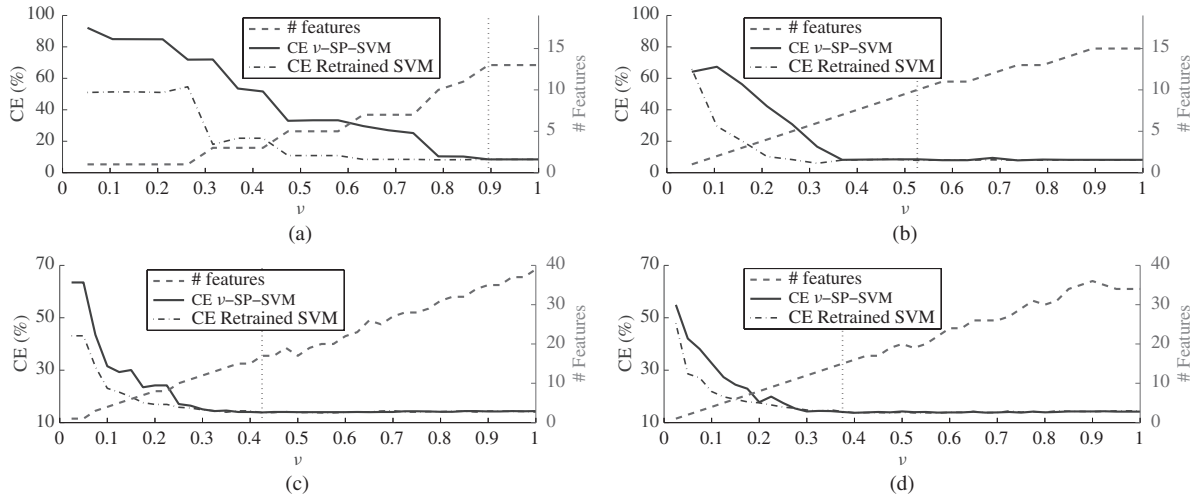 100
80
60
40
20
0
CE (%)
# features
CE ν–SP–SVM
CE Retrained SVM
15
10
5
0
# Features
0 0.1 0.2 0.3 0.4 0.5 0.6 0.7 0.8 0.9 1
ν
(a)
100
80
60
40
20
0
CE (%)
# features
CE ν–SP–SVM
CE Retrained SVM
15
10
5
0
# Features
0 0.1 0.2 0.3 0.4 0.5 0.6 0.7 0.8 0.9 1
ν
(b)
70
50
30
10
CE (%)
# features
CE ν–SP–SVM
CE Retrained SVM
40
30
20
10
0
# Features
0 0.1 0.2 0.3 0.4 0.5 0.6 0.7 0.8 0.9 1
ν
(c)
70
50
30
10
CE (%)
# features
CE ν–SP–SVM
CE Retrained SVM
40
30
20
10
0
# Features
0 0.1 0.2 0.3 0.4 0.5 0.6 0.7 0.8 0.9 1
ν
(d)